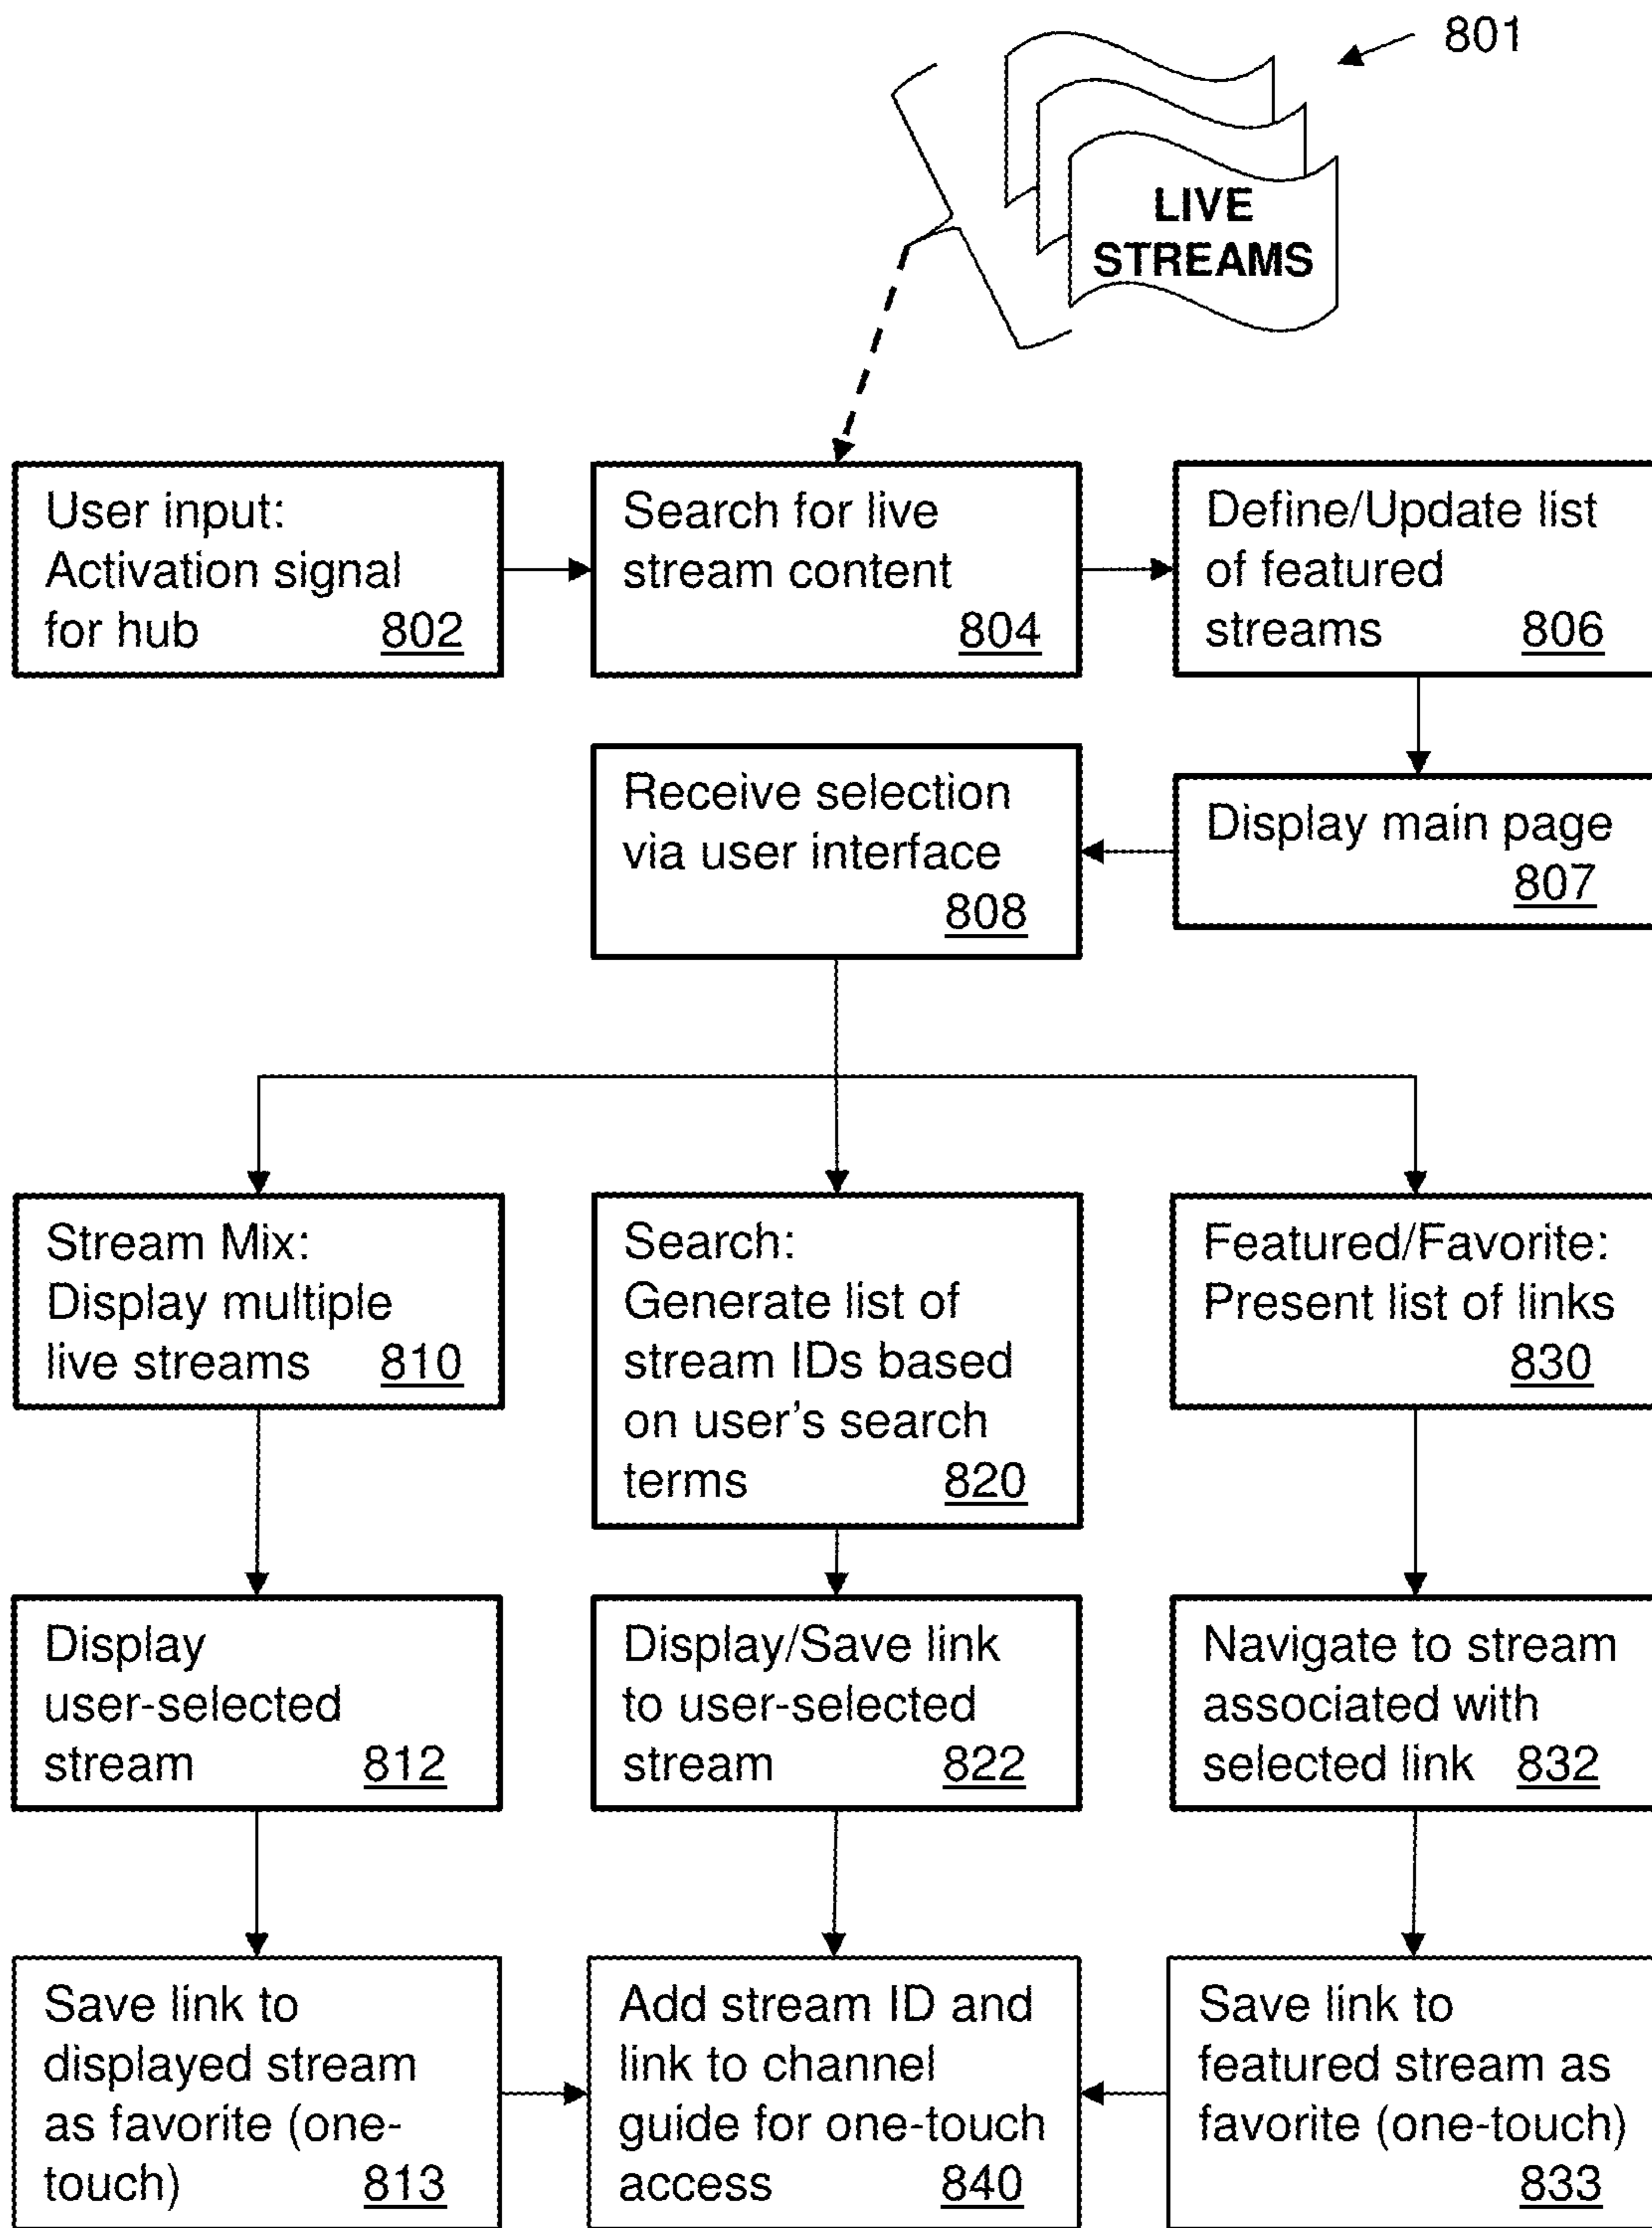 801
LIVE
STREAMS
User input:
Activation signal
for hub 802
Search for live
stream content
804
Define/Update list
of featured
streams 806
Receive selection
via user interface
808
Display main page
807
Stream Mix:
Display multiple
live streams 810
Search:
Generate list of
stream IDs based
on user's search
terms 820
Featured/Favorite:
Present list of links
830
Display
user-selected
stream 812
Display/Save link
to user-selected
stream 822
Navigate to stream
associated with
selected link 832
Save link to
displayed stream
as favorite (one-
touch) 813
Add stream ID and
link to channel
guide for one-touch
access 840
Save link to
featured stream as
favorite (one-touch)
833